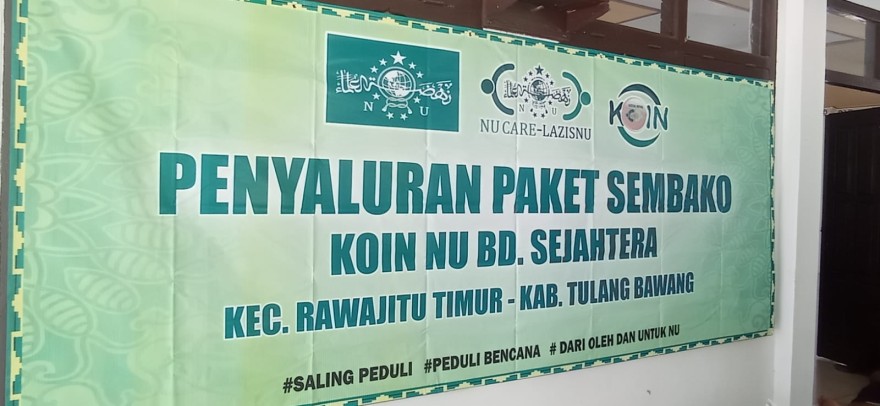 N U
N U
NU CARE-LAZISNU
KOIN
PENYALURAN PAKET SEMBAKO
KOIN NU BD. SEJAHTERA
KEC. RAWAJITU TIMUR - KAB. TULANG BAWANG
#SALING PEDULI #PEDULI BENCANA # DARI OLEH DAN UNTUK NU